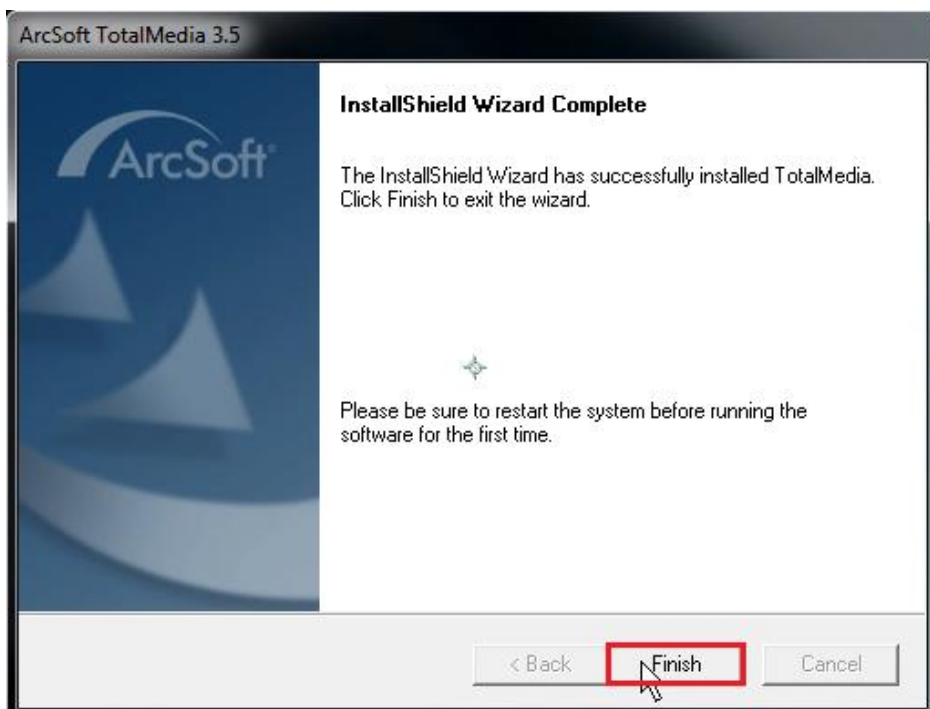 ArcSoft TotalMedia 3.5
ArcSoft
InstallShield Wizard Complete
The InstallShield Wizard has successfully installed TotalMedia.
Click Finish to exit the wizard.
Please be sure to restart the system before running the
software for the first time.
< Back Finish Cancel